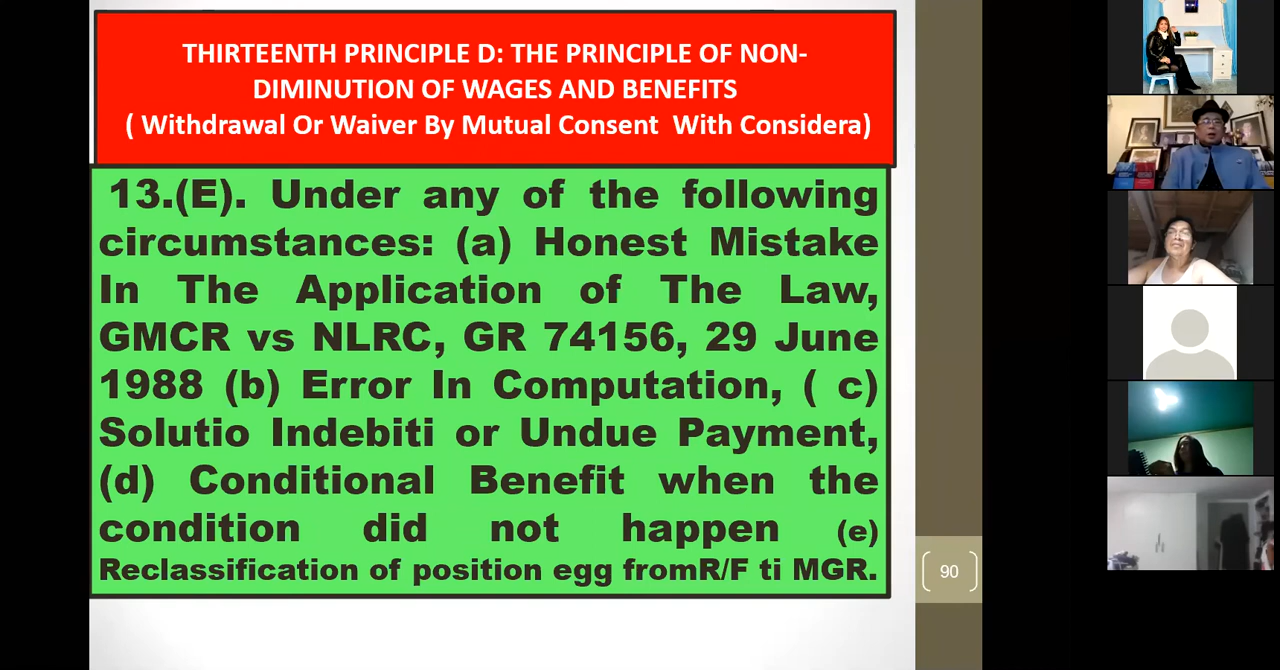 THIRTEENTH PRINCIPLE D: THE PRINCIPLE OF NON-
DIMINUTION OF WAGES AND BENEFITS
( Withdrawal Or Waiver By Mutual Consent With Considera)
13.(E). Under any of the following
circumstances: (a) Honest Mistake
In The Application of The Law,
GMCR vs NLRC, GR 74156, 29 June
1988 (b) Error In Computation, ( c)
Solutio Indebiti or Undue Payment,
(d) Conditional Benefit when the
condition did not happen (e)
Reclassification of position egg fromR/F ti MGR.
90